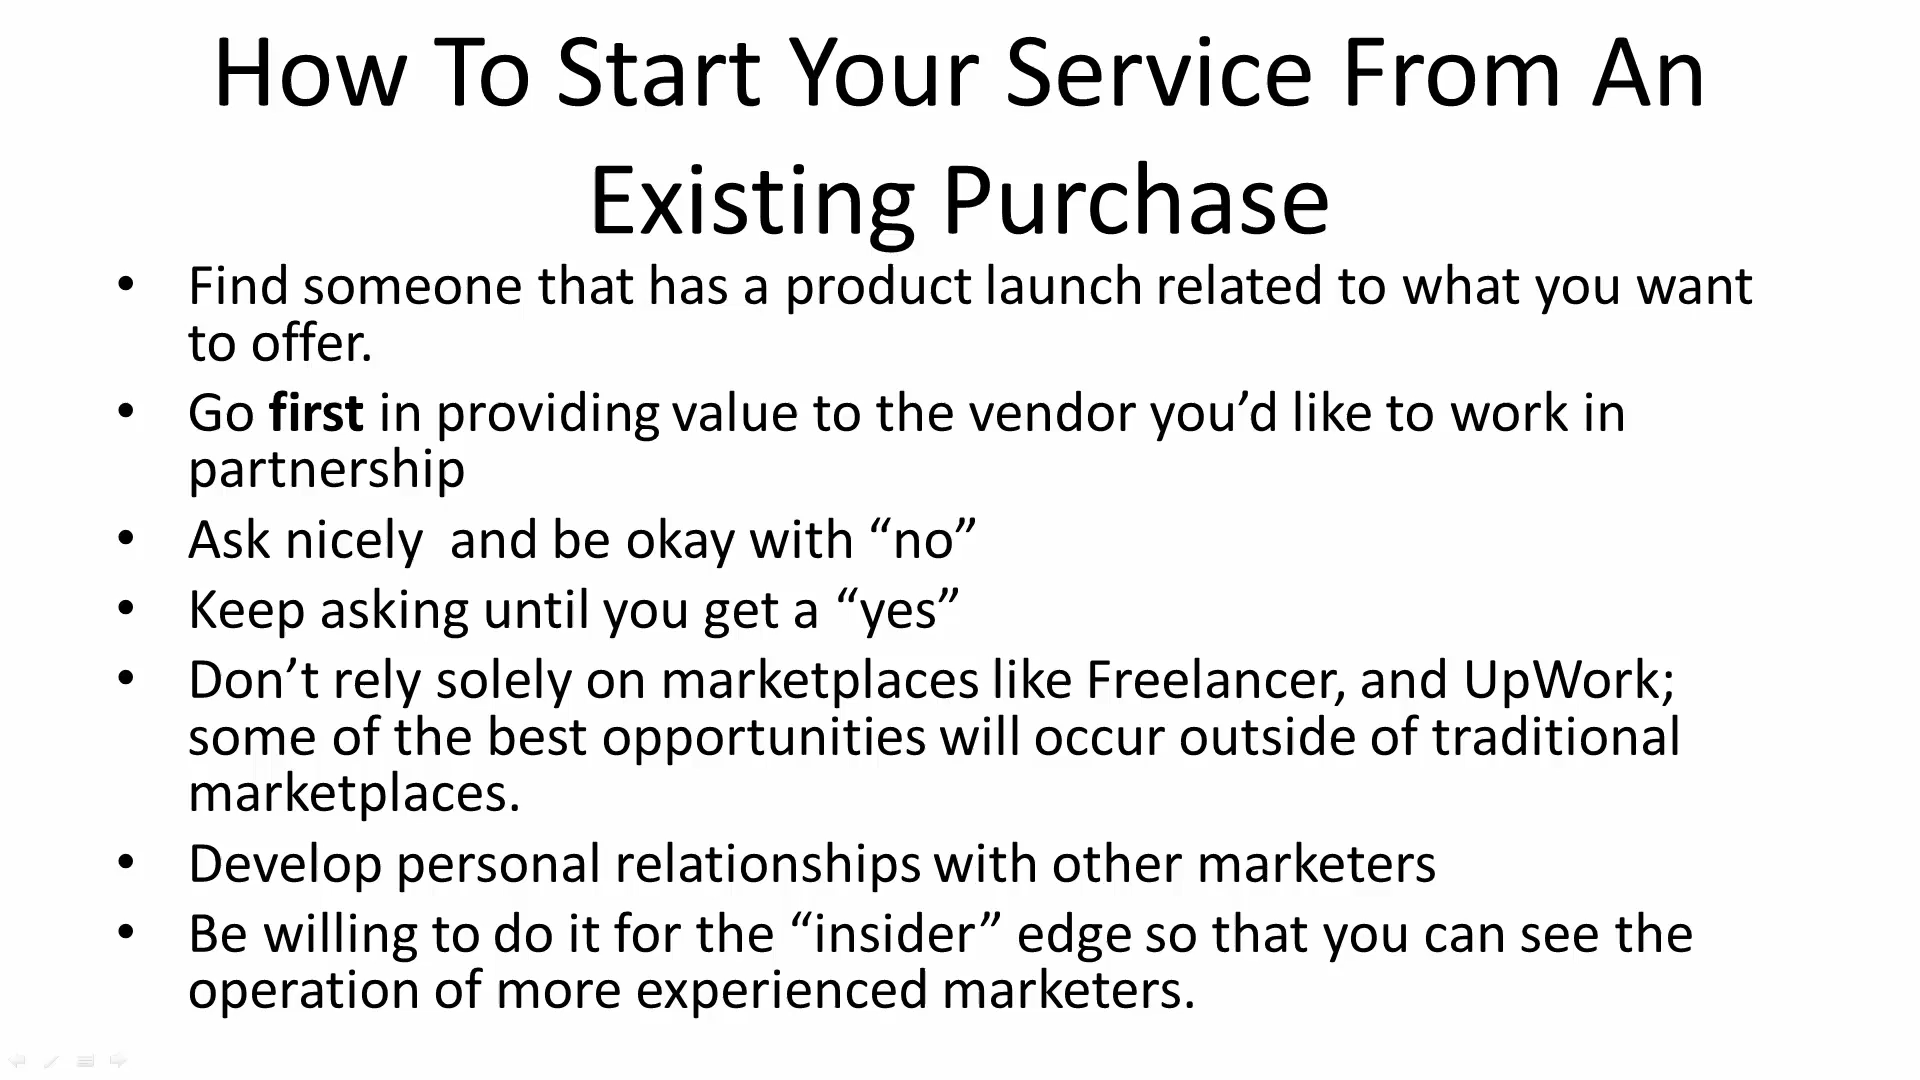 How To Start Your Service From An
Existing Purchase
• Find someone that has a product launch related to what you want
to offer.
• Go first in providing value to the vendor you’d like to work in
partnership
• Ask nicely  and be okay with “no”
• Keep asking until you get a “yes”
• Don’t rely solely on marketplaces like Freelancer, and UpWork;
some of the best opportunities will occur outside of traditional
marketplaces.
• Develop personal relationships with other marketers
• Be willing to do it for the “insider” edge so that you can see the
operation of more experienced marketers.